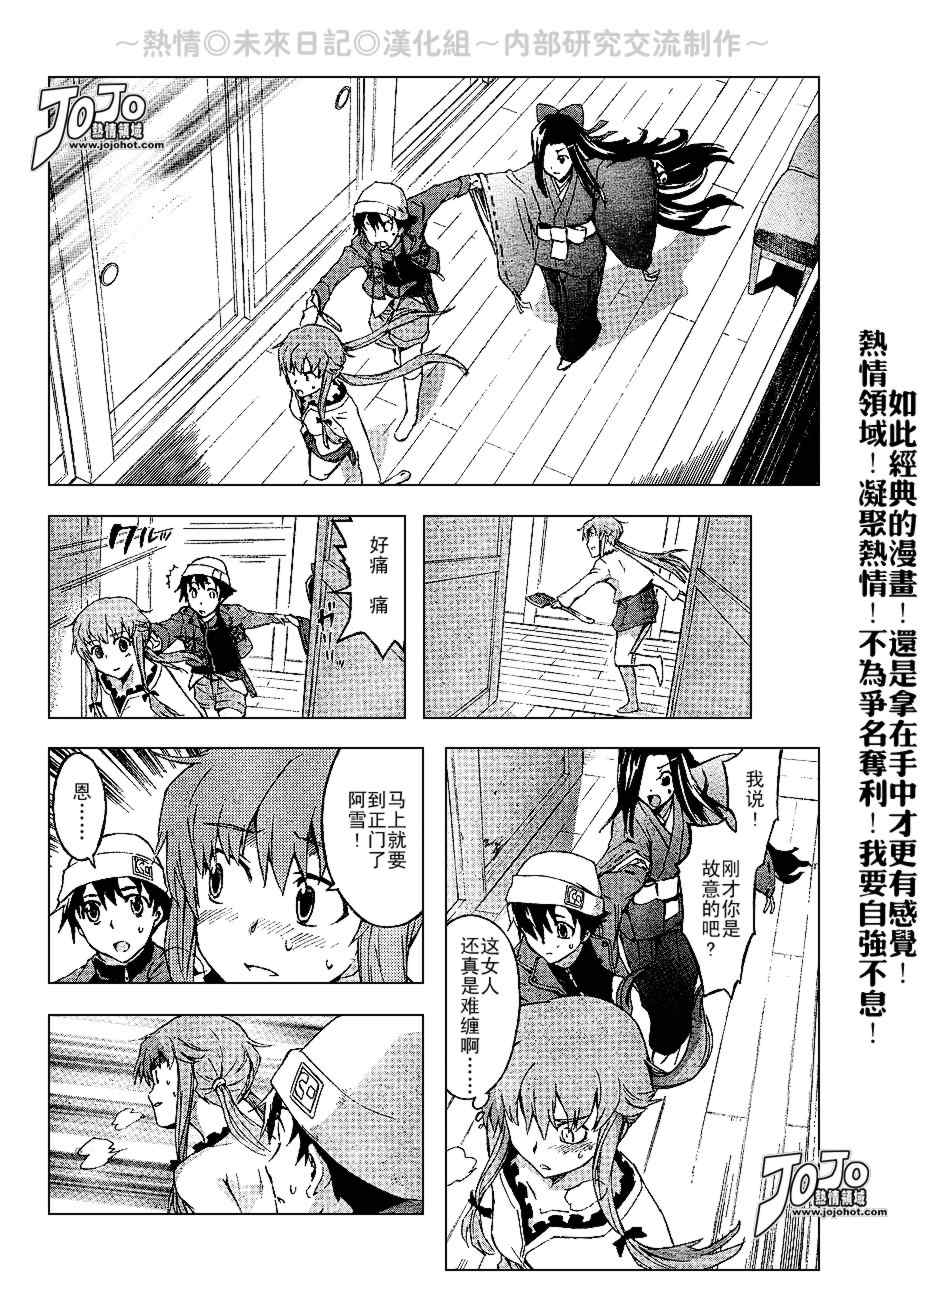 ～熱情◎未來日記◎漢化組～内部研究交流制作～
JOJO
熱情領域
www.jojohot.com
好痛
痛
我说！
刚才你是
故意的吧？
这女人
还真是难缠啊……
马上就要
到正门了
阿雪！
恩……
如此經典的漫畫！還是拿在手中才更有感覺！
熱情領域！凝聚熱情！不為爭名奪利！我要自強不息！
JOJO
熱情領域
www.jojohot.com